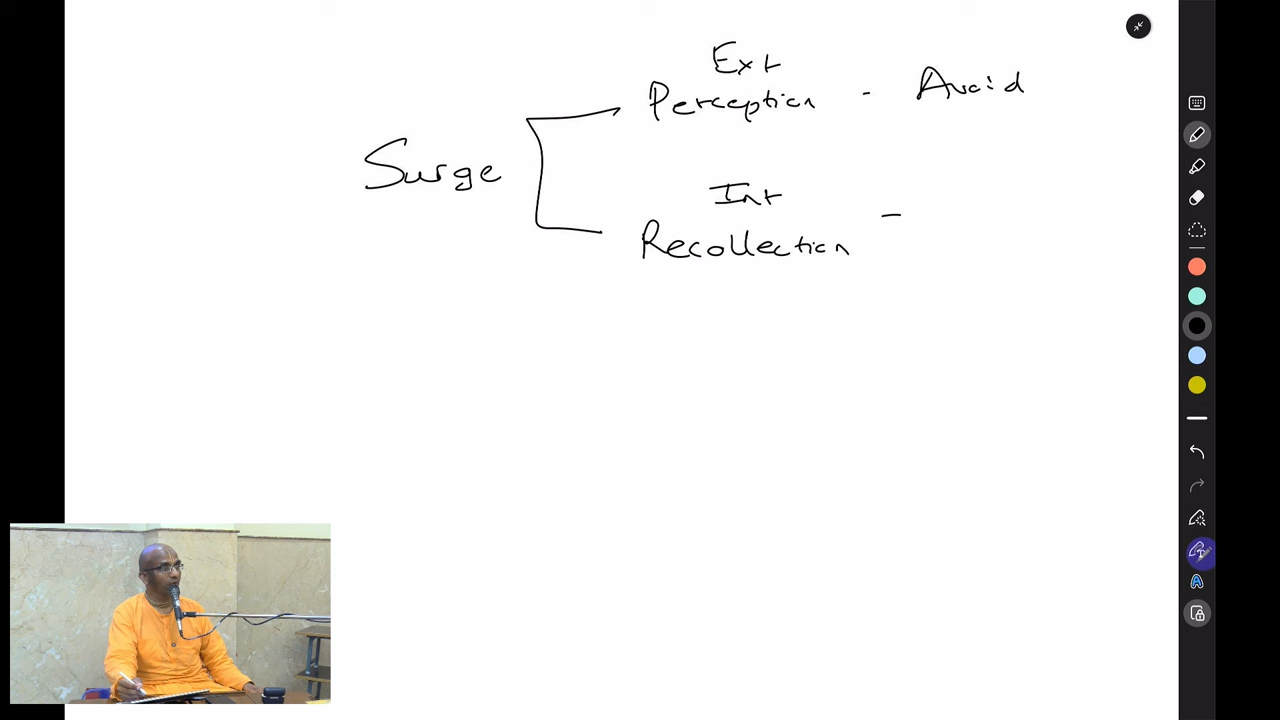 Ext
Perception - Avoid
Surge
Int
Recollection -